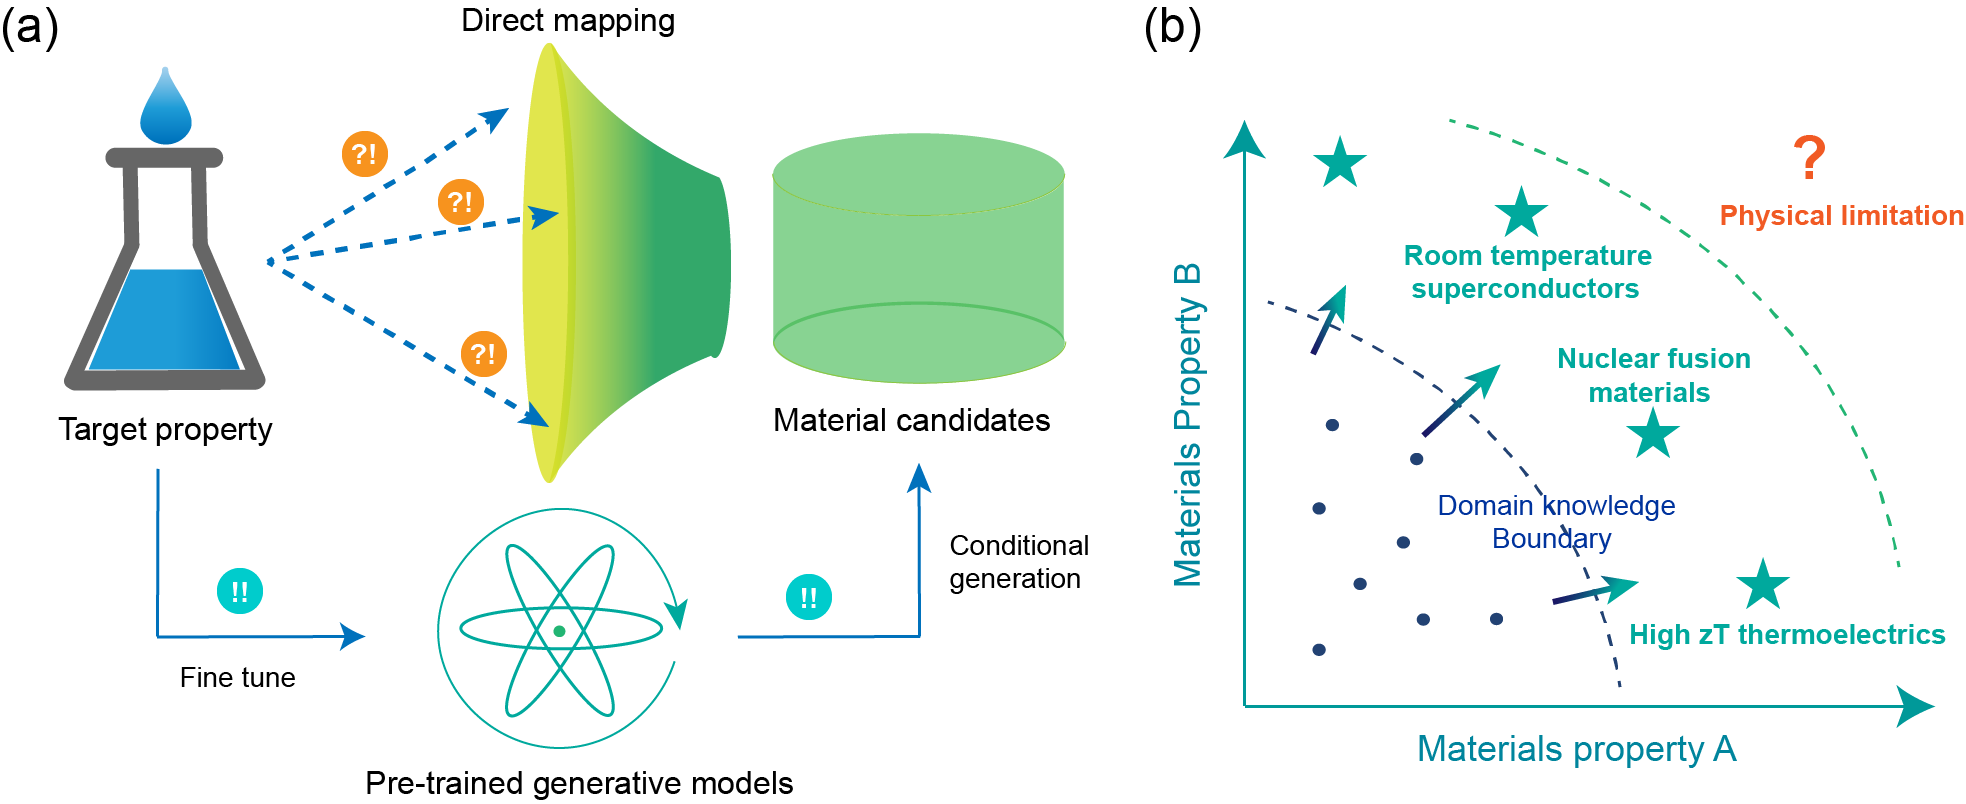 (a)
Direct mapping
?!
?!
?!
Target property
Material candidates
!!
Fine tune
!!
Conditional
generation
Pre-trained generative models
(b)
?
Physical limitation
Room temperature
superconductors
Nuclear fusion
materials
Domain knowledge
Boundary
High zT thermoelectrics
Materials Property B
Materials property A